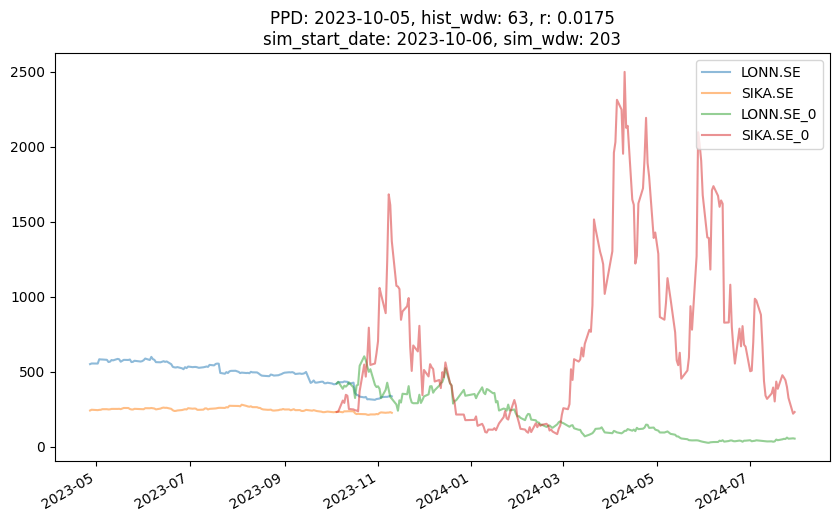 PPD: 2023-10-05, hist_wdw: 63, r: 0.0175
sim_start_date: 2023-10-06, sim_wdw: 203
LONN.SE
SIKA.SE
LONN.SE_0
SIKA.SE_0
2500
2000
1500
1000
500
0
2023-05
2023-07
2023-09
2023-11
2024-01
2024-03
2024-05
2024-07